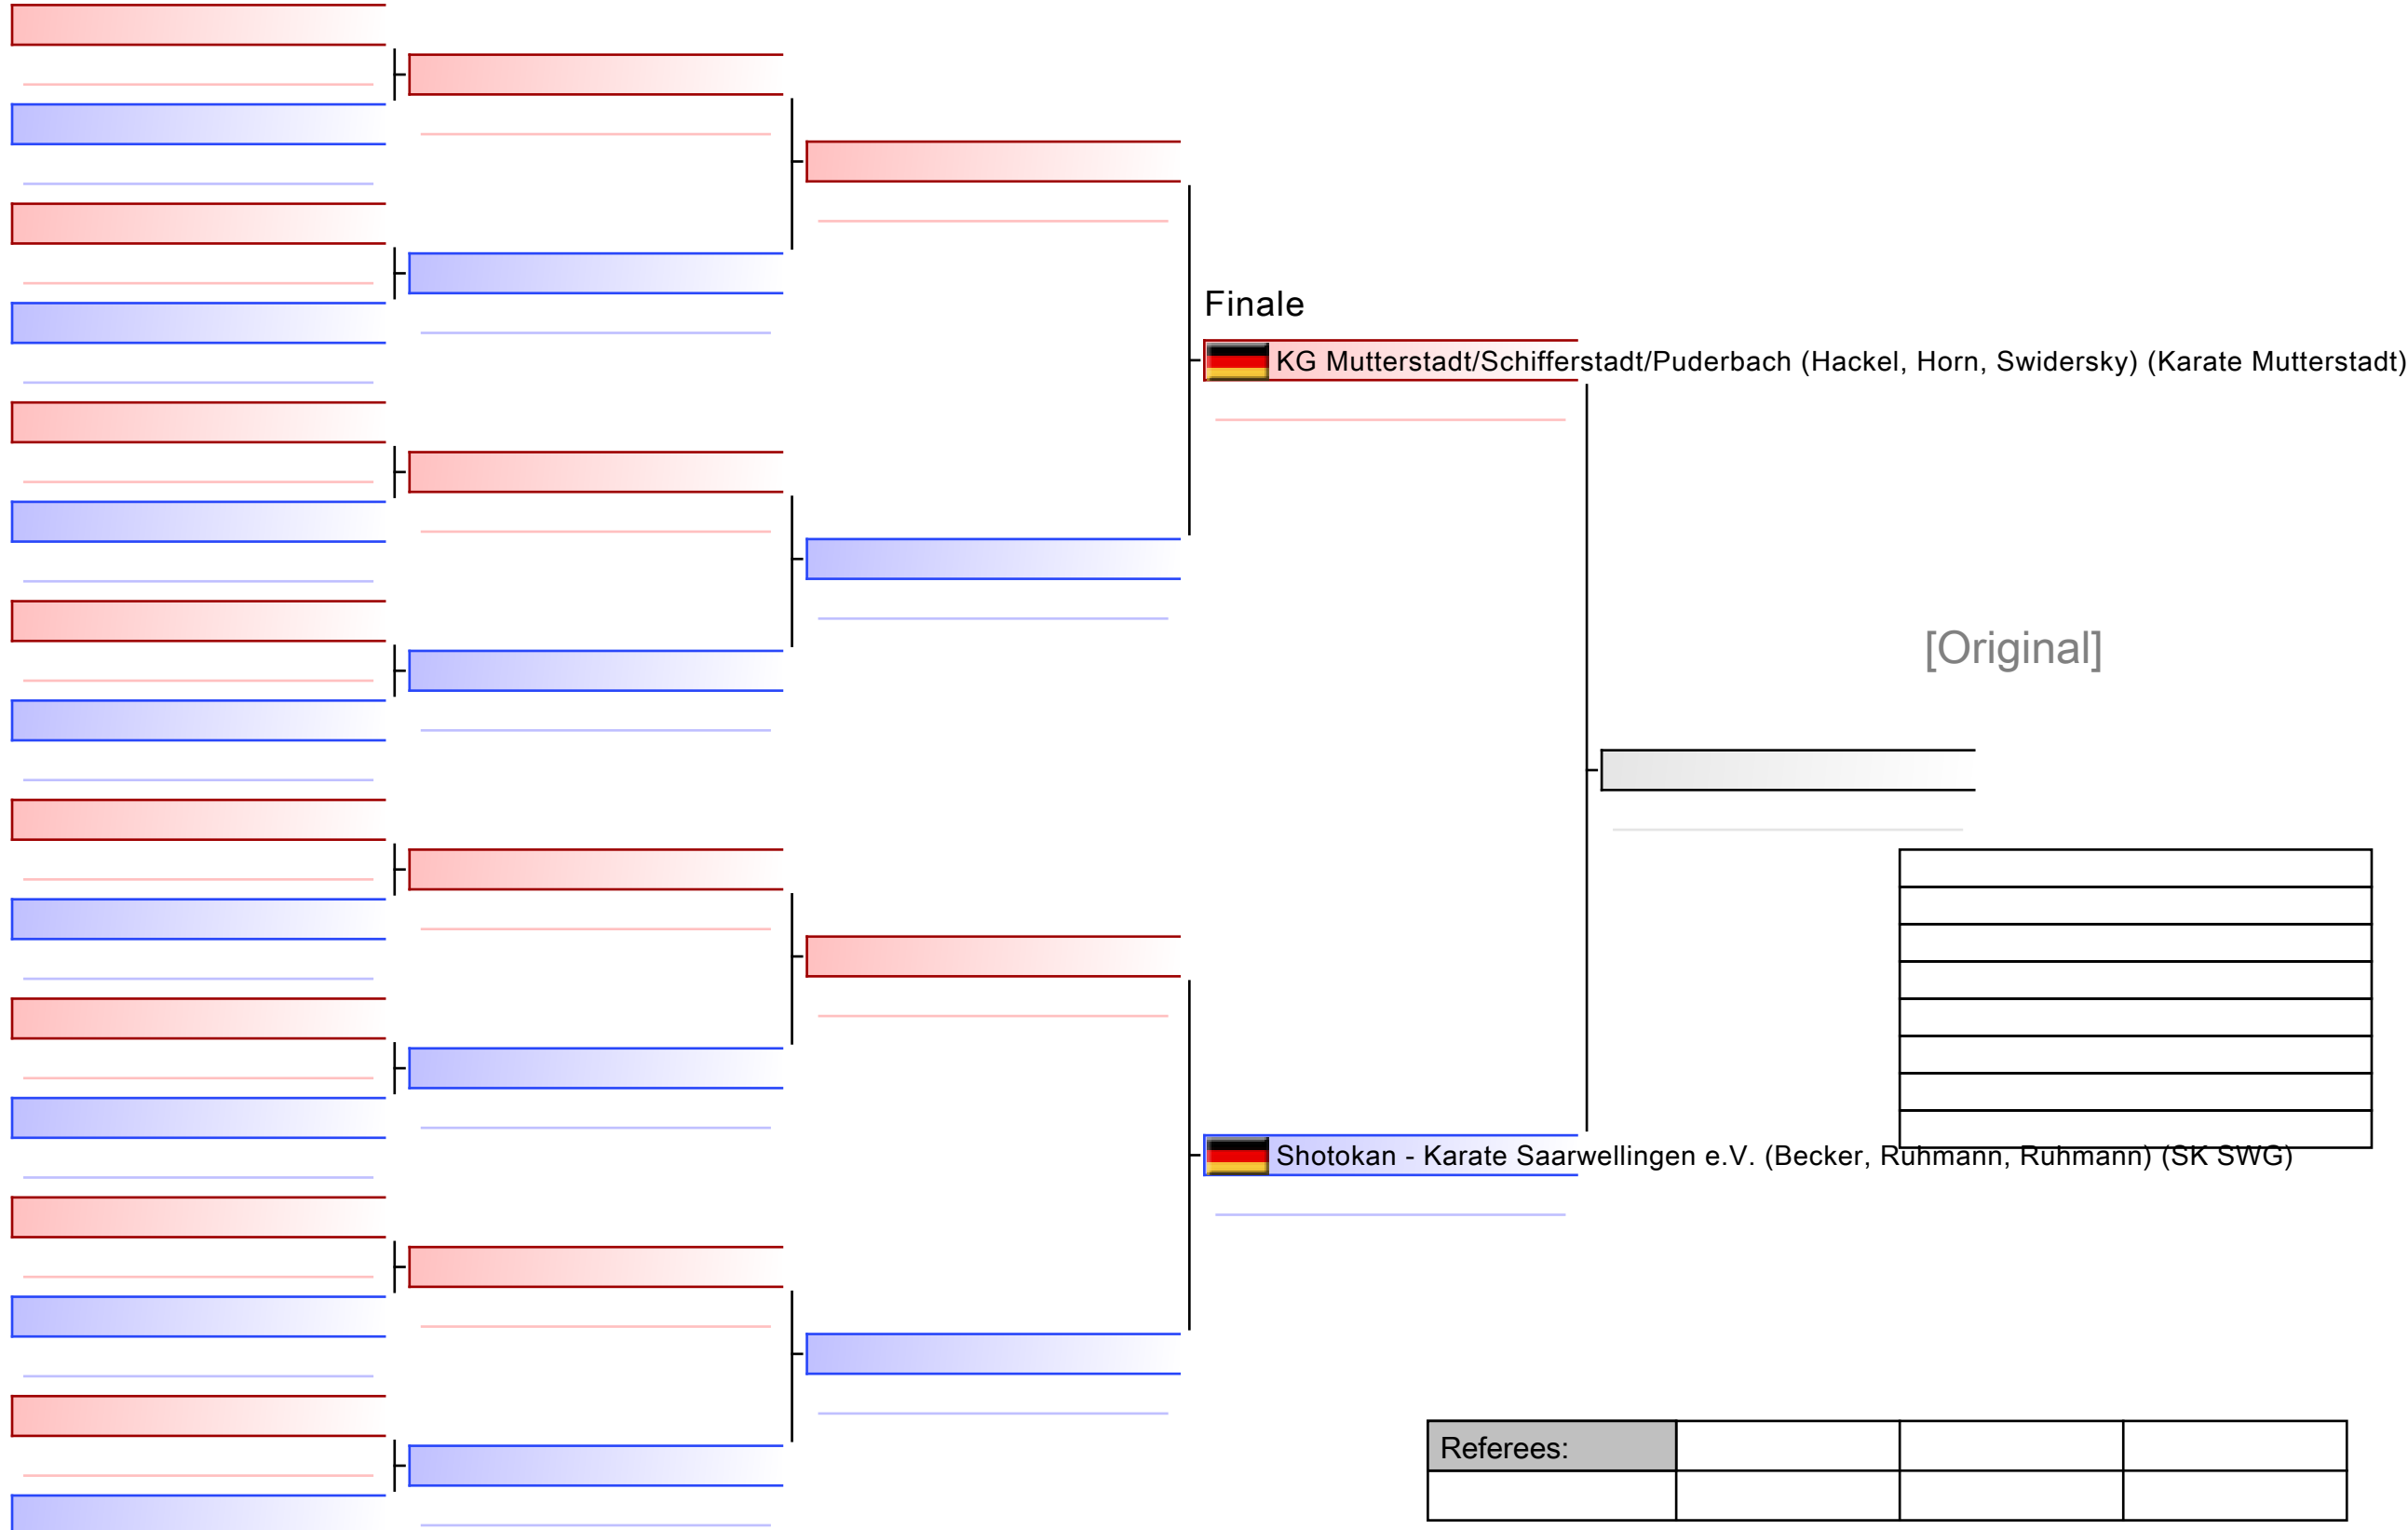 Finale
KG Mutterstadt/Schifferstadt/Puderbach (Hackel, Horn, Swidersky) (Karate Mutterstadt)
[Original]
Shotokan - Karate Saarwellingen e.V. (Becker, Ruhmann, Ruhmann) (SK SWG)
Referees: